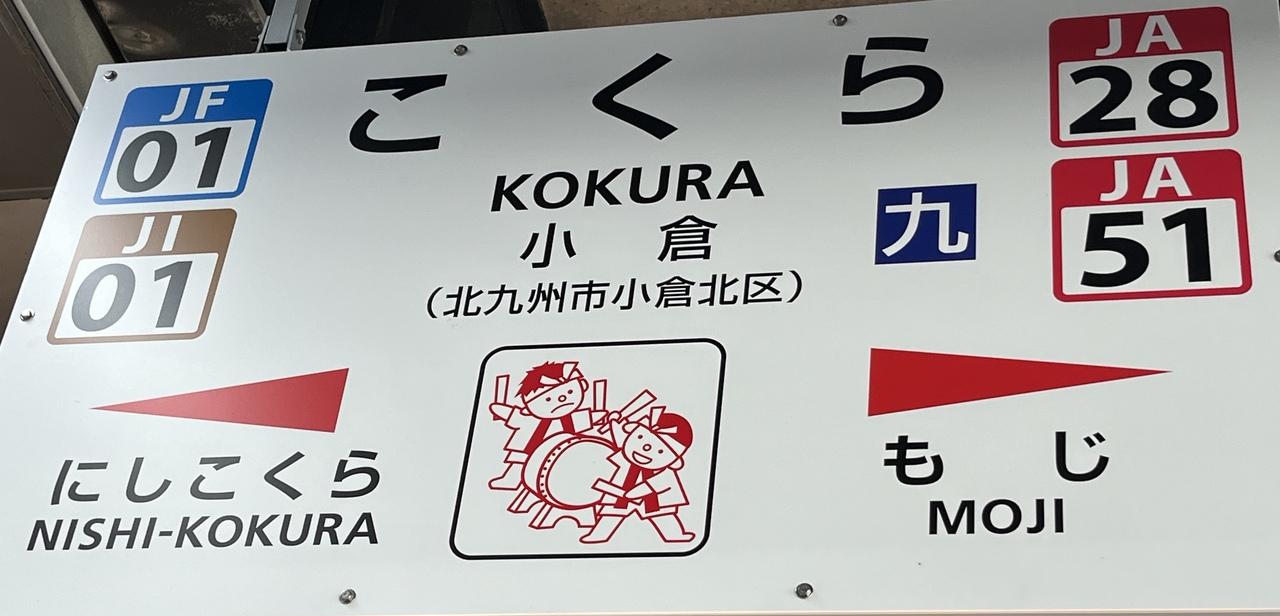 JF
01
JI
01
こくら
KOKURA
小倉
(北九州市小倉北区)
九
JA
28
JA
51
にしこくら
NISHI-KOKURA
もじ
MOJI